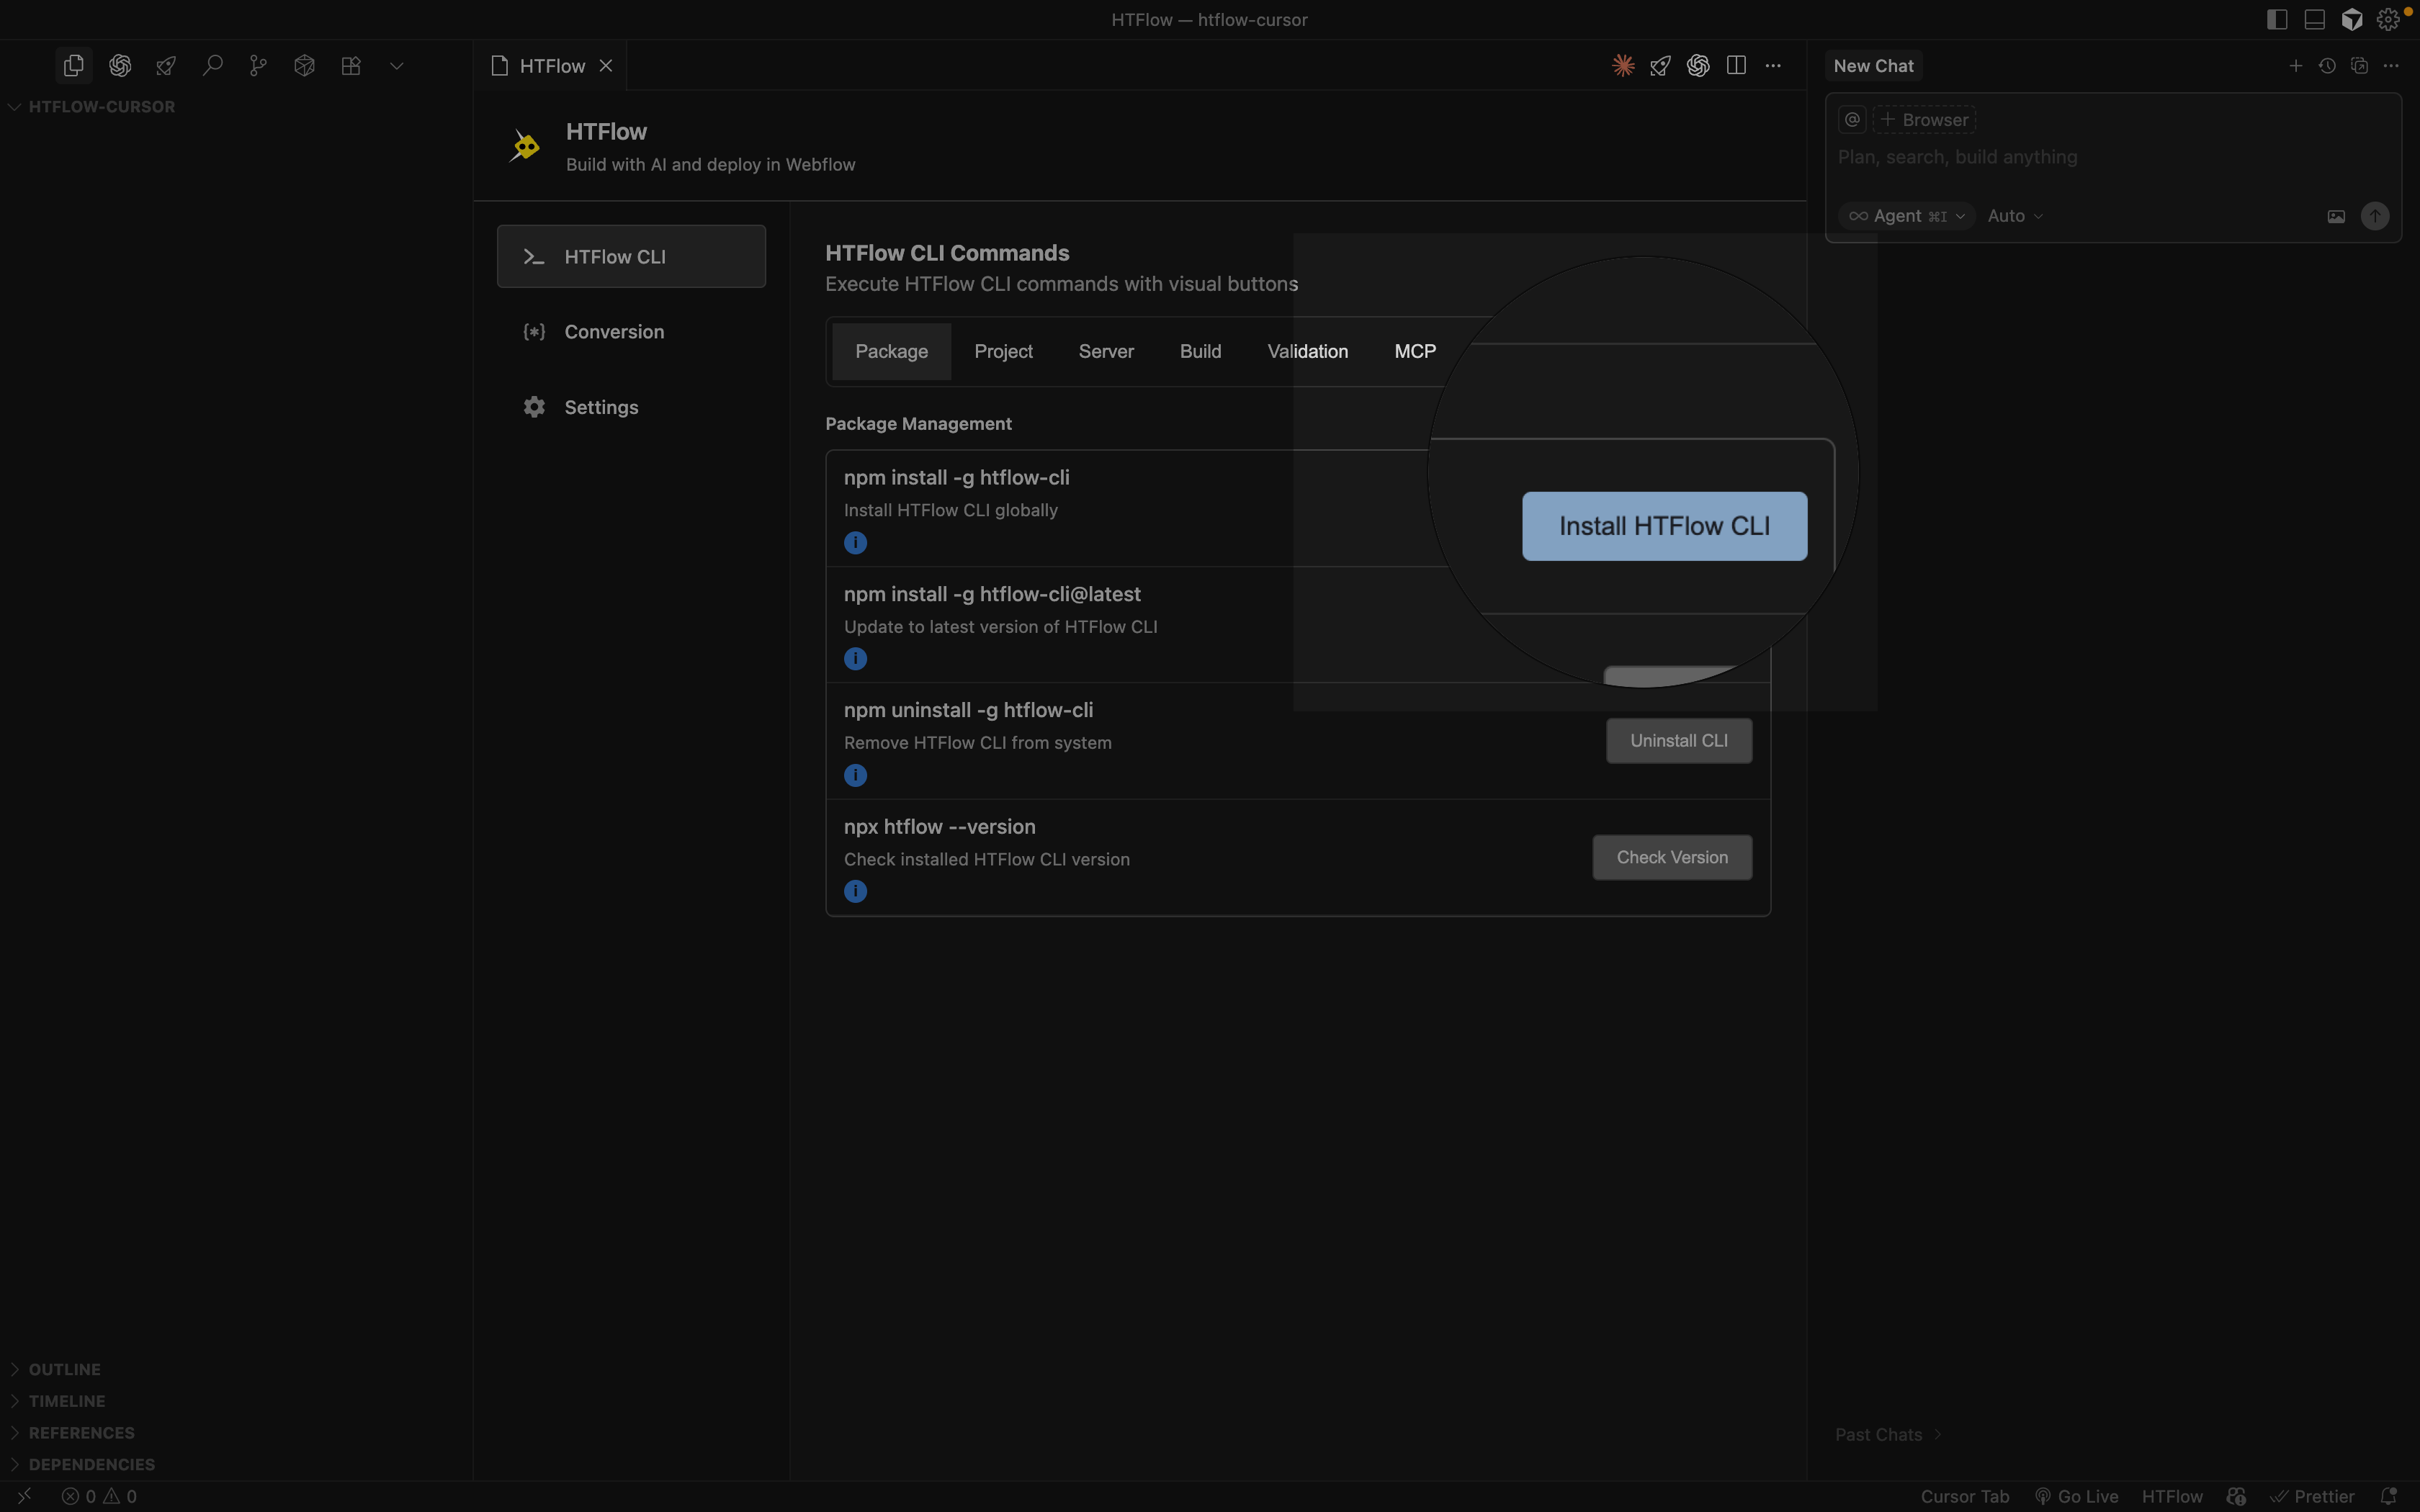 HTFlow — htflow-cursor
HTFlow
New Chat
HTFLOW-CURSOR
@ + Browser
Plan, search, build anything
Agent ⌘I
Auto
HTFlow
Build with AI and deploy in Webflow
HTFlow CLI
Conversion
Settings
HTFlow CLI Commands
Execute HTFlow CLI commands with visual buttons
Package Project Server Build Validation MCP
Package Management
npm install -g htflow-cli
Install HTFlow CLI globally
i
Install HTFlow CLI
npm install -g htflow-cli@latest
Update to latest version of HTFlow CLI
i
npm uninstall -g htflow-cli
Remove HTFlow CLI from system
i
Uninstall CLI
npx htflow --version
Check installed HTFlow CLI version
i
Check Version
OUTLINE
TIMELINE
REFERENCES
DEPENDENCIES
Past Chats
0 0
Cursor Tab Go Live HTFlow Prettier